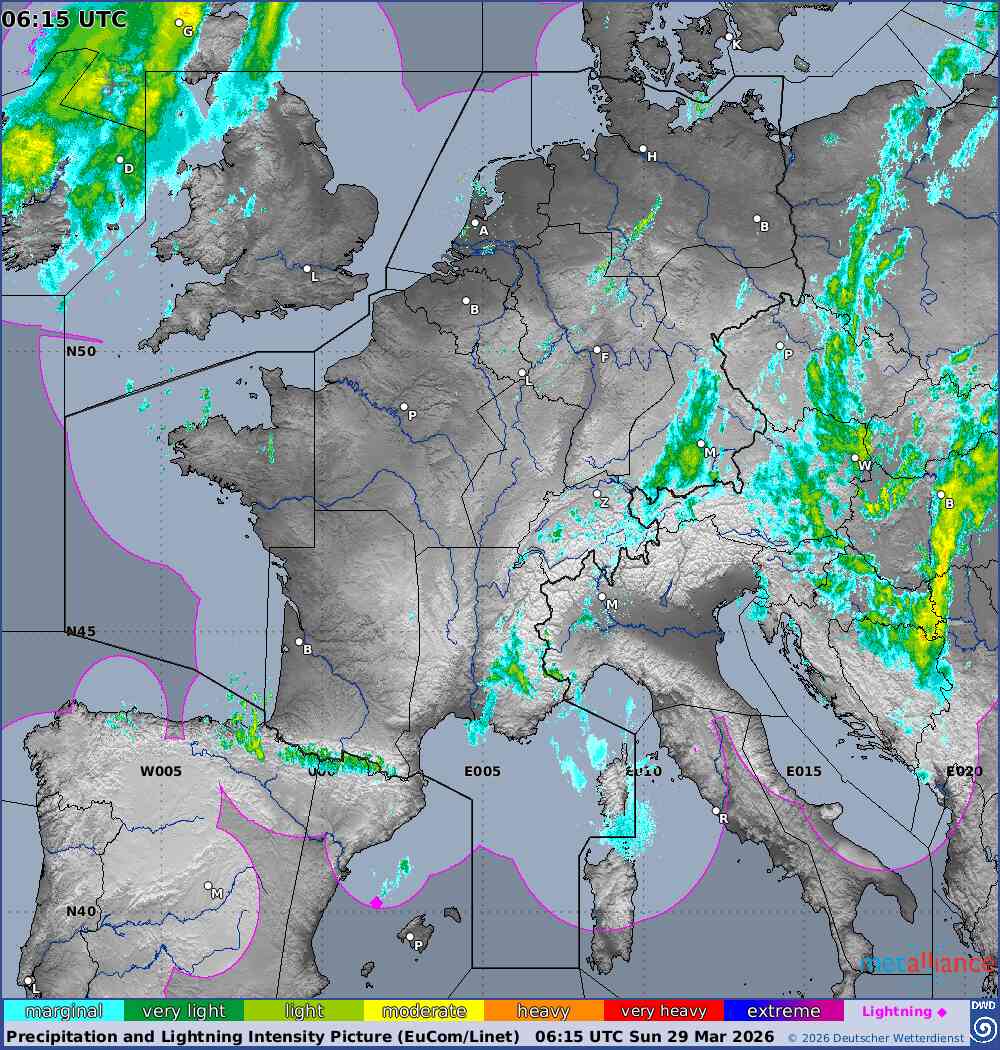 06:15 UTC
G
K
D
H
A
B
L
B
N50
P
F
L
P
M
W
Z
B
M
N45
B
W005
000
E005
E010
E015
E020
R
M
N40
P
L
metalliance
marginal very light light moderate heavy very heavy extreme Lightning ◆
DWD
Precipitation and Lightning Intensity Picture (EuCom/Linet) 06:15 UTC Sun 29 Mar 2026 © 2026 Deutscher Wetterdienst